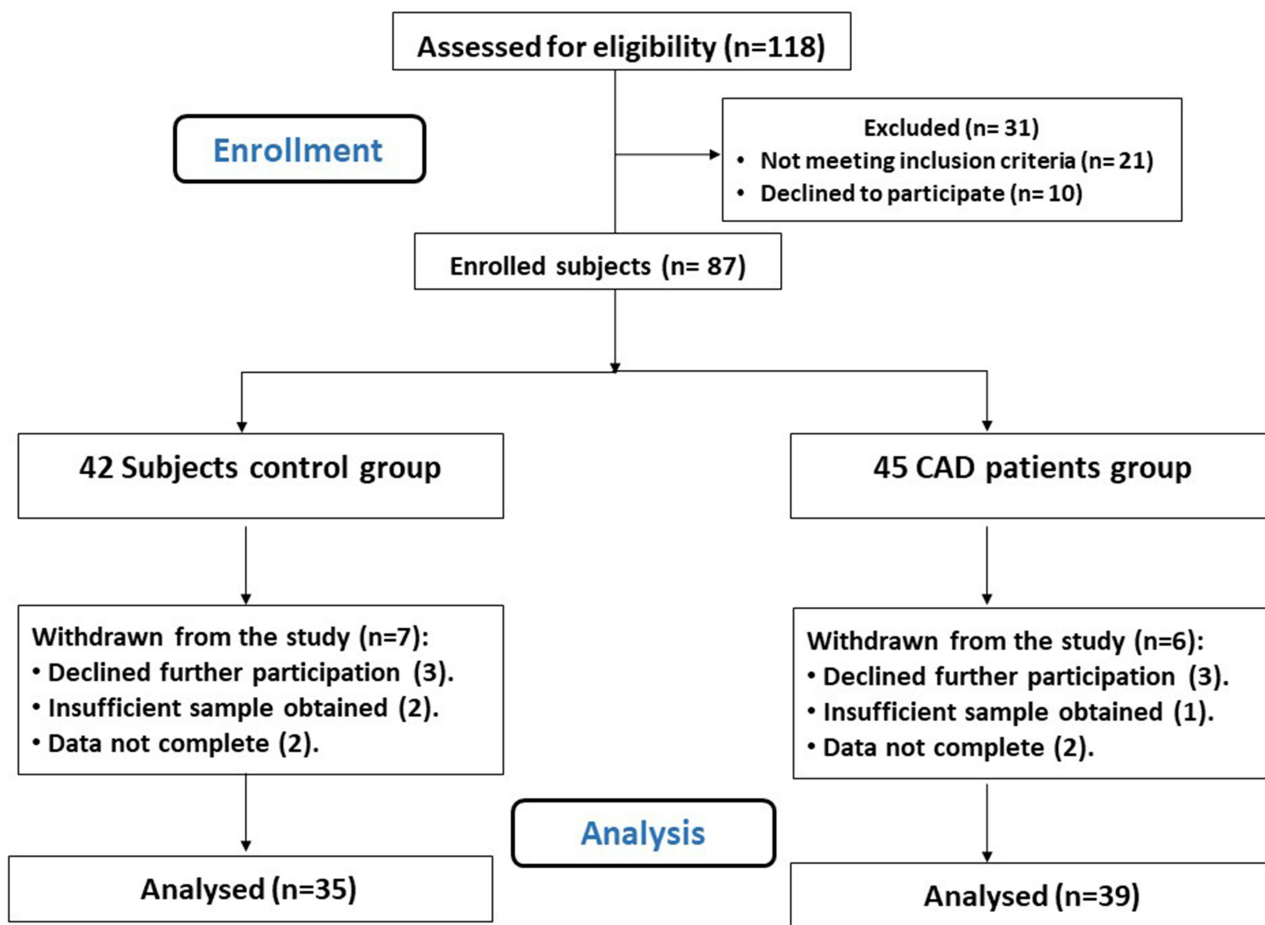 Assessed for eligibility (n=118)
Enrollment
Excluded (n= 31)
• Not meeting inclusion criteria (n= 21)
• Declined to participate (n= 10)
Enrolled subjects (n= 87)
42 Subjects control group
45 CAD patients group
Withdrawn from the study (n=7):
• Declined further participation (3).
• Insufficient sample obtained (2).
• Data not complete (2).
Withdrawn from the study (n=6):
• Declined further participation (3).
• Insufficient sample obtained (1).
• Data not complete (2).
Analysis
Analysed (n=35)
Analysed (n=39)